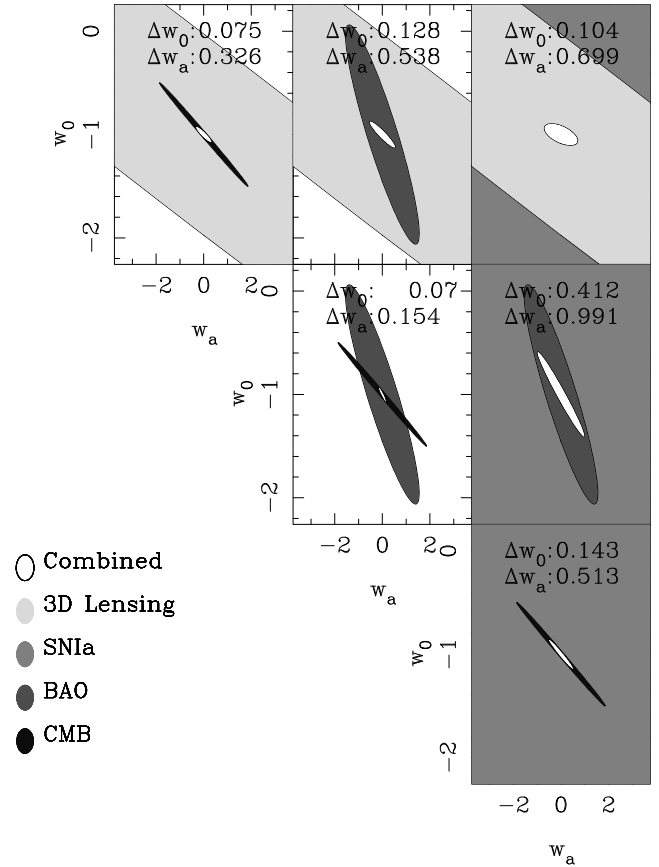 Δw0:0.075
Δwa:0.326
Δw0:0.128
Δwa:0.538
Δw0:0.104
Δwa:0.699
0
−1
−2
w0
−2 0 2
wa
Δw0: 0.07
Δwa:0.154
Δw0:0.412
Δwa:0.991
0
−1
−2
w0
−2 0 2
wa
Δw0:0.143
Δwa:0.513
0
−1
−2
w0
−2 0 2
wa
Combined
3D Lensing
SNIa
BAO
CMB